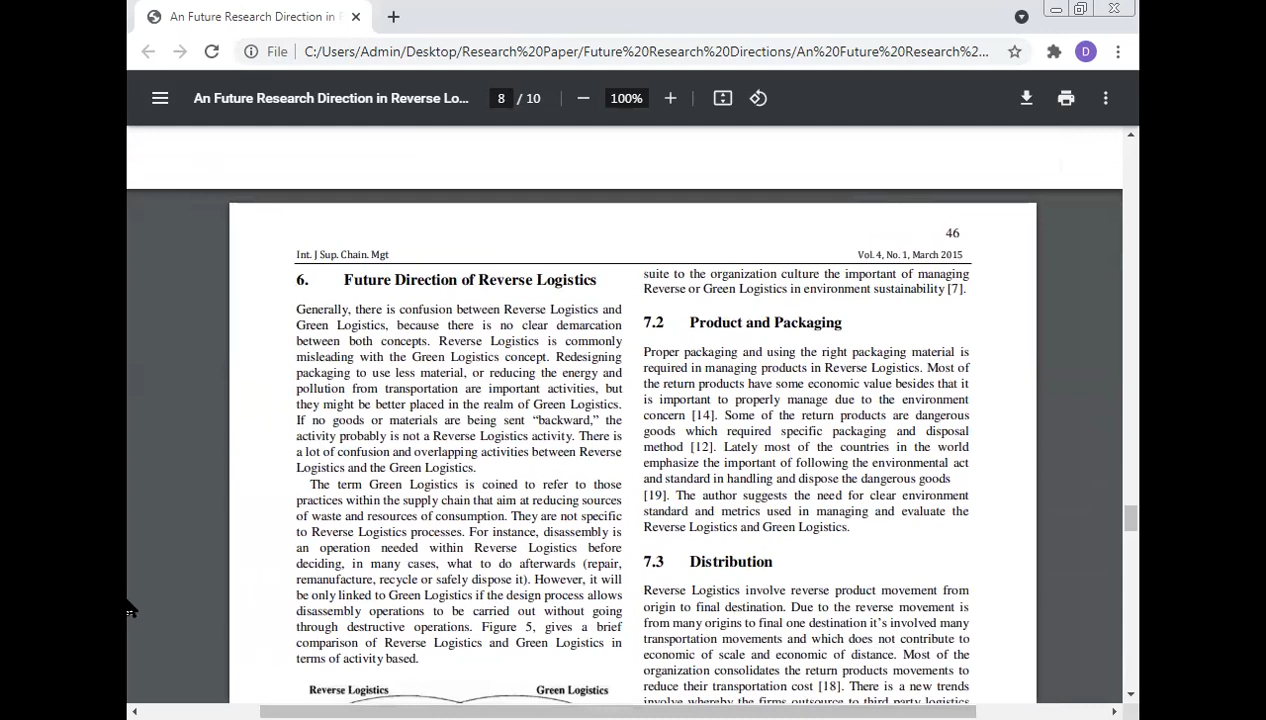 An Future Research Direction in R
File
C:/Users/Admin/Desktop/Research%20Paper/Future%20Research%20Directions/An%20Future%20Research%2...
D
An Future Research Direction in Reverse Lo...
8 / 10
100%
46
Int. J Sup. Chain. Mgt
Vol. 4, No. 1, March 2015
6. Future Direction of Reverse Logistics
Generally, there is confusion between Reverse Logistics and
Green Logistics, because there is no clear demarcation
between both concepts. Reverse Logistics is commonly
misleading with the Green Logistics concept. Redesigning
packaging to use less material, or reducing the energy and
pollution from transportation are important activities, but
they might be better placed in the realm of Green Logistics.
If no goods or materials are being sent “backward,” the
activity probably is not a Reverse Logistics activity. There is
a lot of confusion and overlapping activities between Reverse
Logistics and the Green Logistics.
The term Green Logistics is coined to refer to those
practices within the supply chain that aim at reducing sources
of waste and resources of consumption. They are not specific
to Reverse Logistics processes. For instance, disassembly is
an operation needed within Reverse Logistics before
deciding, in many cases, what to do afterwards (repair,
remanufacture, recycle or safely dispose it). However, it will
be only linked to Green Logistics if the design process allows
disassembly operations to be carried out without going
through destructive operations. Figure 5, gives a brief
comparison of Reverse Logistics and Green Logistics in
terms of activity based.
Reverse Logistics
Green Logistics
suite to the organization culture the important of managing
Reverse or Green Logistics in environment sustainability [7].
7.2 Product and Packaging
Proper packaging and using the right packaging material is
required in managing products in Reverse Logistics. Most of
the return products have some economic value besides that it
is important to properly manage due to the environment
concern [14]. Some of the return products are dangerous
goods which required specific packaging and disposal
method [12]. Lately most of the countries in the world
emphasize the important of following the environmental act
and standard in handling and dispose the dangerous goods
[19]. The author suggests the need for clear environment
standard and metrics used in managing and evaluate the
Reverse Logistics and Green Logistics.
7.3 Distribution
Reverse Logistics involve reverse product movement from
origin to final destination. Due to the reverse movement is
from many origins to final one destination it’s involved many
transportation movements and which does not contribute to
economic of scale and economic of distance. Most of the
organization consolidates the return products movements to
reduce their transportation cost [18]. There is a new trends
involve whereby the firms outsource to third party logistics